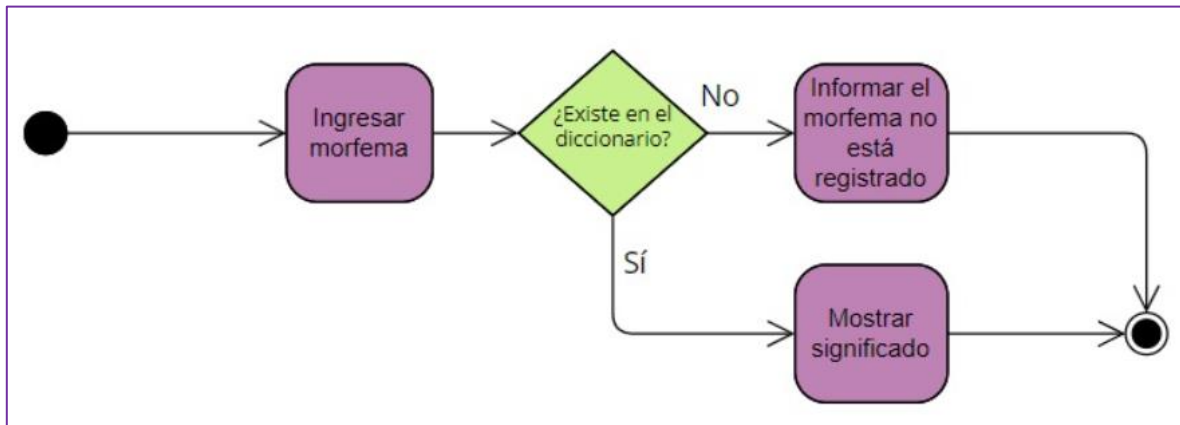 Ingresar
morfema
¿Existe en el
diccionario?
No
Informar el
morfema no
está
registrado
Sí
Mostrar
significado